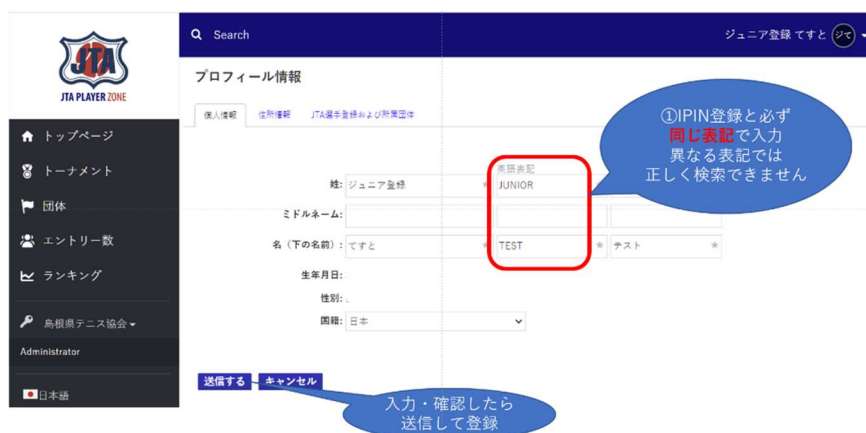 JTA
JTA PLAYER ZONE
Search
ジュニア登録 てすと ジて
プロフィール情報
個人情報 住所情報 JTA選手登録および所属団体
トップページ
トーナメント
団体
エントリー数
ランキング
島根県テニス協会
Administrator
日本語
英語表記
姓: ジュニア登録 * JUNIOR
ミドルネーム:
名（下の名前）: てすと * TEST * テスト *
生年月日:
性別: .
国籍: 日本
送信する キャンセル
①IPIN登録と必ず
同じ表記で入力
異なる表記では
正しく検索できません
入力・確認したら
送信して登録